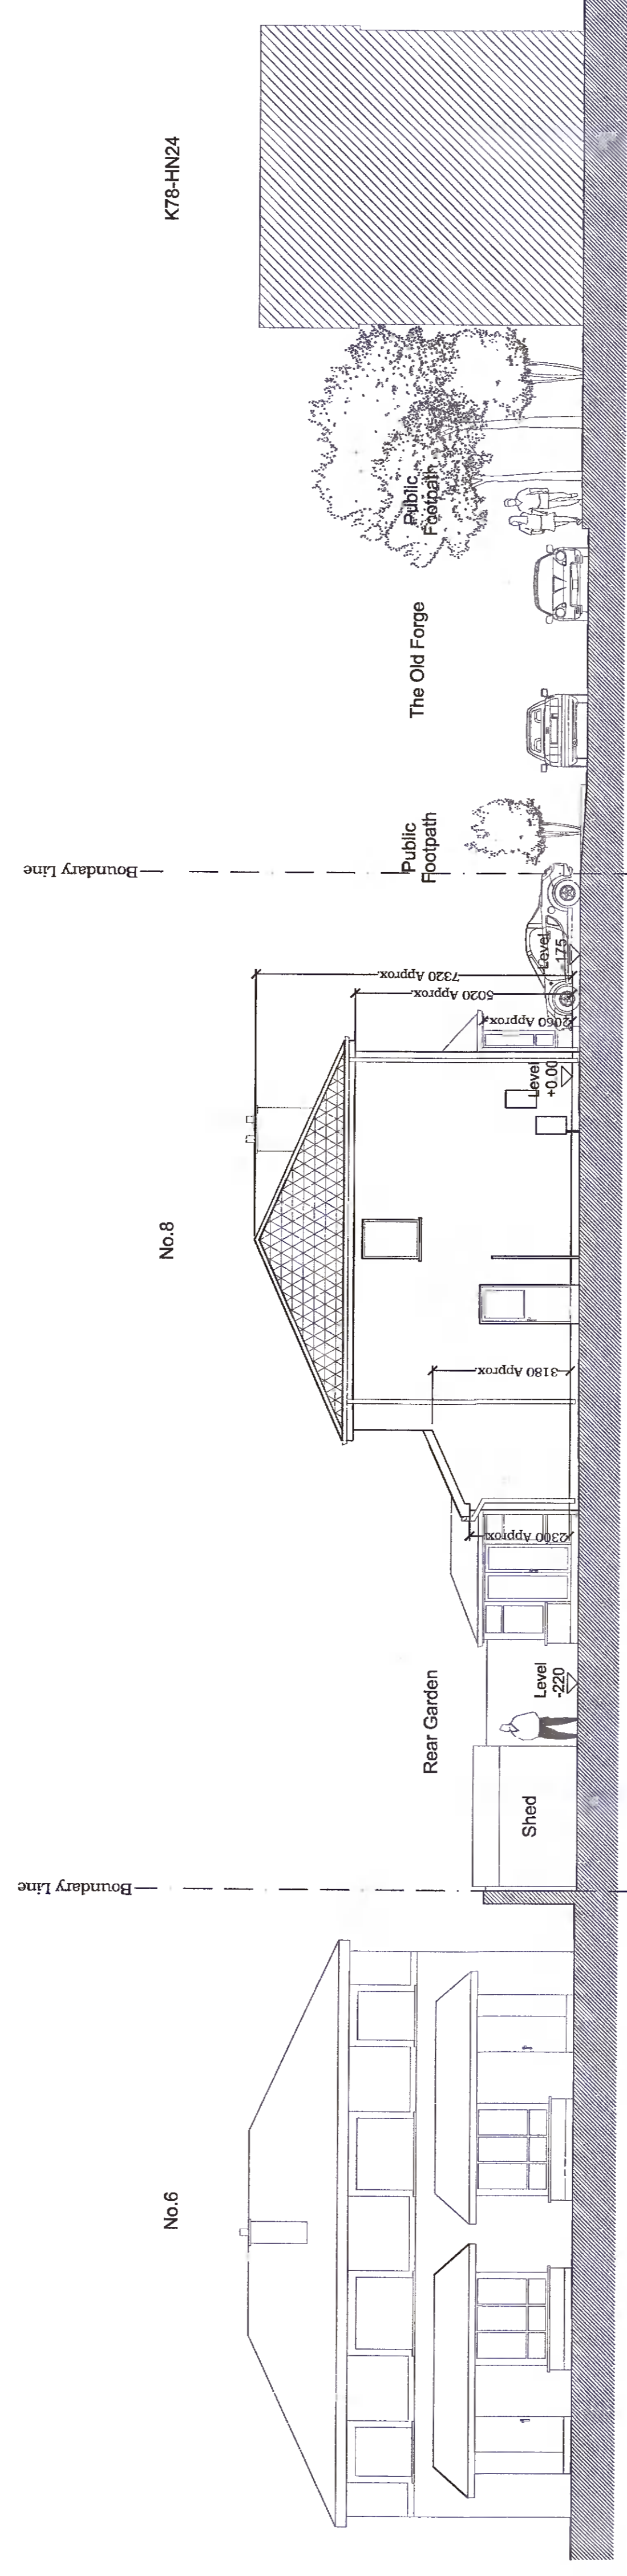 No.6
Boundary Line
Shed
Rear Garden
Level
-220
2300 Approx.
3180 Approx.
No.8
Level
+0.00
2060 Approx.
5020 Approx.
7320 Approx.
Level
-175
Boundary Line
Public
Footpath
The Old Forge
Public
Footpath
K78-HN24